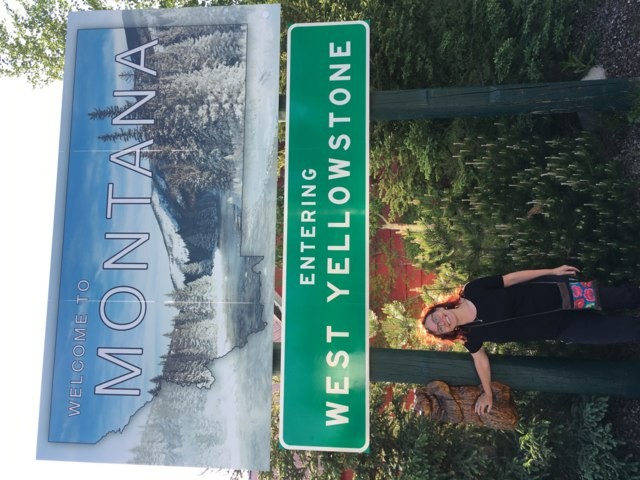 WELCOME TO
MONTANA
ENTERING
WEST YELLOWSTONE